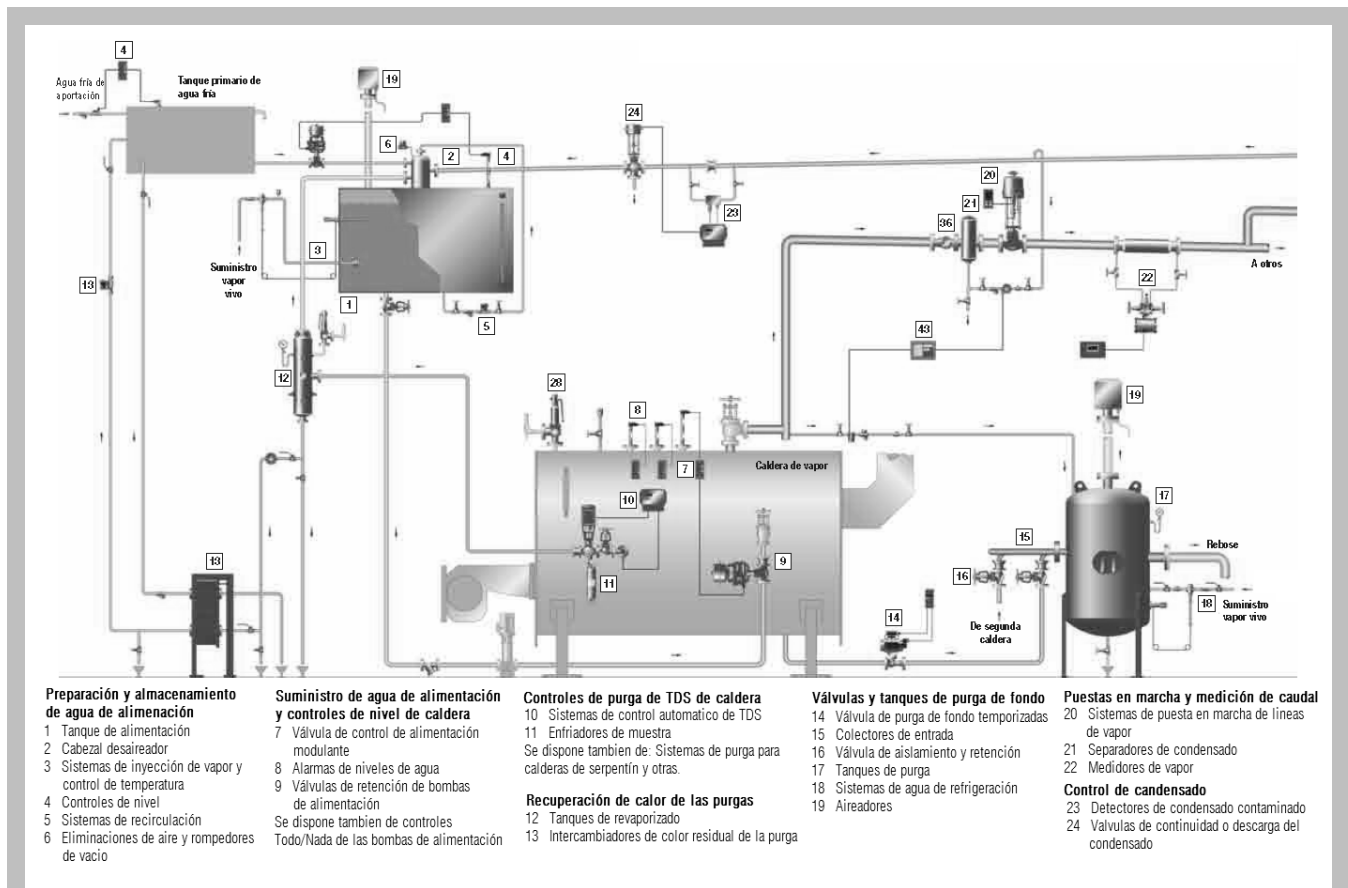 4
Agua fría de
aportación
Tanque primario de
agua fría
19
6
2
4
24
23
20
21
36
A otros
22
3
Suministro
vapor
vivo
13
1
5
12
43
19
28
8
7
Caldera de vapor
10
11
9
17
15
Rebose
16
14
De segunda
caldera
18
Suministro
vapor vivo
13
Preparación y almacenamiento
de agua de alimenación
1 Tanque de alimentación
2 Cabezal desaireador
3 Sistemas de inyección de vapor y
control de temperatura
4 Controles de nivel
5 Sistemas de recirculación
6 Eliminaciones de aire y rompedores
de vacio
Suministro de agua de alimentación
y controles de nivel de caldera
7 Válvula de control de alimentación
modulante
8 Alarmas de niveles de agua
9 Válvulas de retención de bombas
de alimentación
Se dispone tambien de controles
Todo/Nada de las bombas de alimentación
Controles de purga de TDS de caldera
10 Sistemas de control automatico de TDS
11 Enfriadores de muestra
Se dispone tambien de: Sistemas de purga para
calderas de serpentín y otras.
Recuperación de calor de las purgas
12 Tanques de revaporizado
13 Intercambiadores de color residual de la purga
Válvulas y tanques de purga de fondo
14 Válvula de purga de fondo temporizadas
15 Colectores de entrada
16 Válvula de aislamiento y retención
17 Tanques de purga
18 Sistemas de agua de refrigeración
19 Aireadores
Puestas en marcha y medición de caudal
20 Sistemas de puesta en marcha de lineas
de vapor
21 Separadores de condensado
22 Medidores de vapor
Control de candensado
23 Detectores de condensado contaminado
24 Valvulas de continuidad o descarga del
condensado